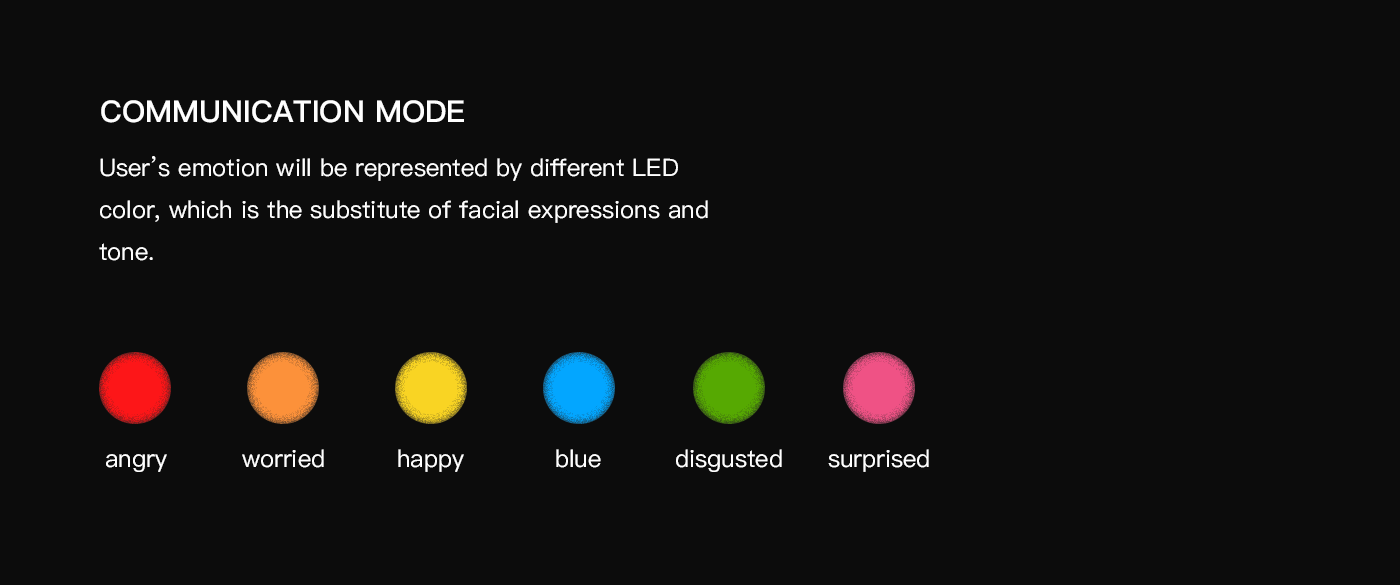 COMMUNICATION MODE
User’s emotion will be represented by different LED
color, which is the substitute of facial expressions and
tone.
angry worried happy blue disgusted surprised